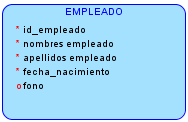 EMPLEADO
* id_empleado
* nombres empleado
* apellidos empleado
* fecha_nacimiento
o fono